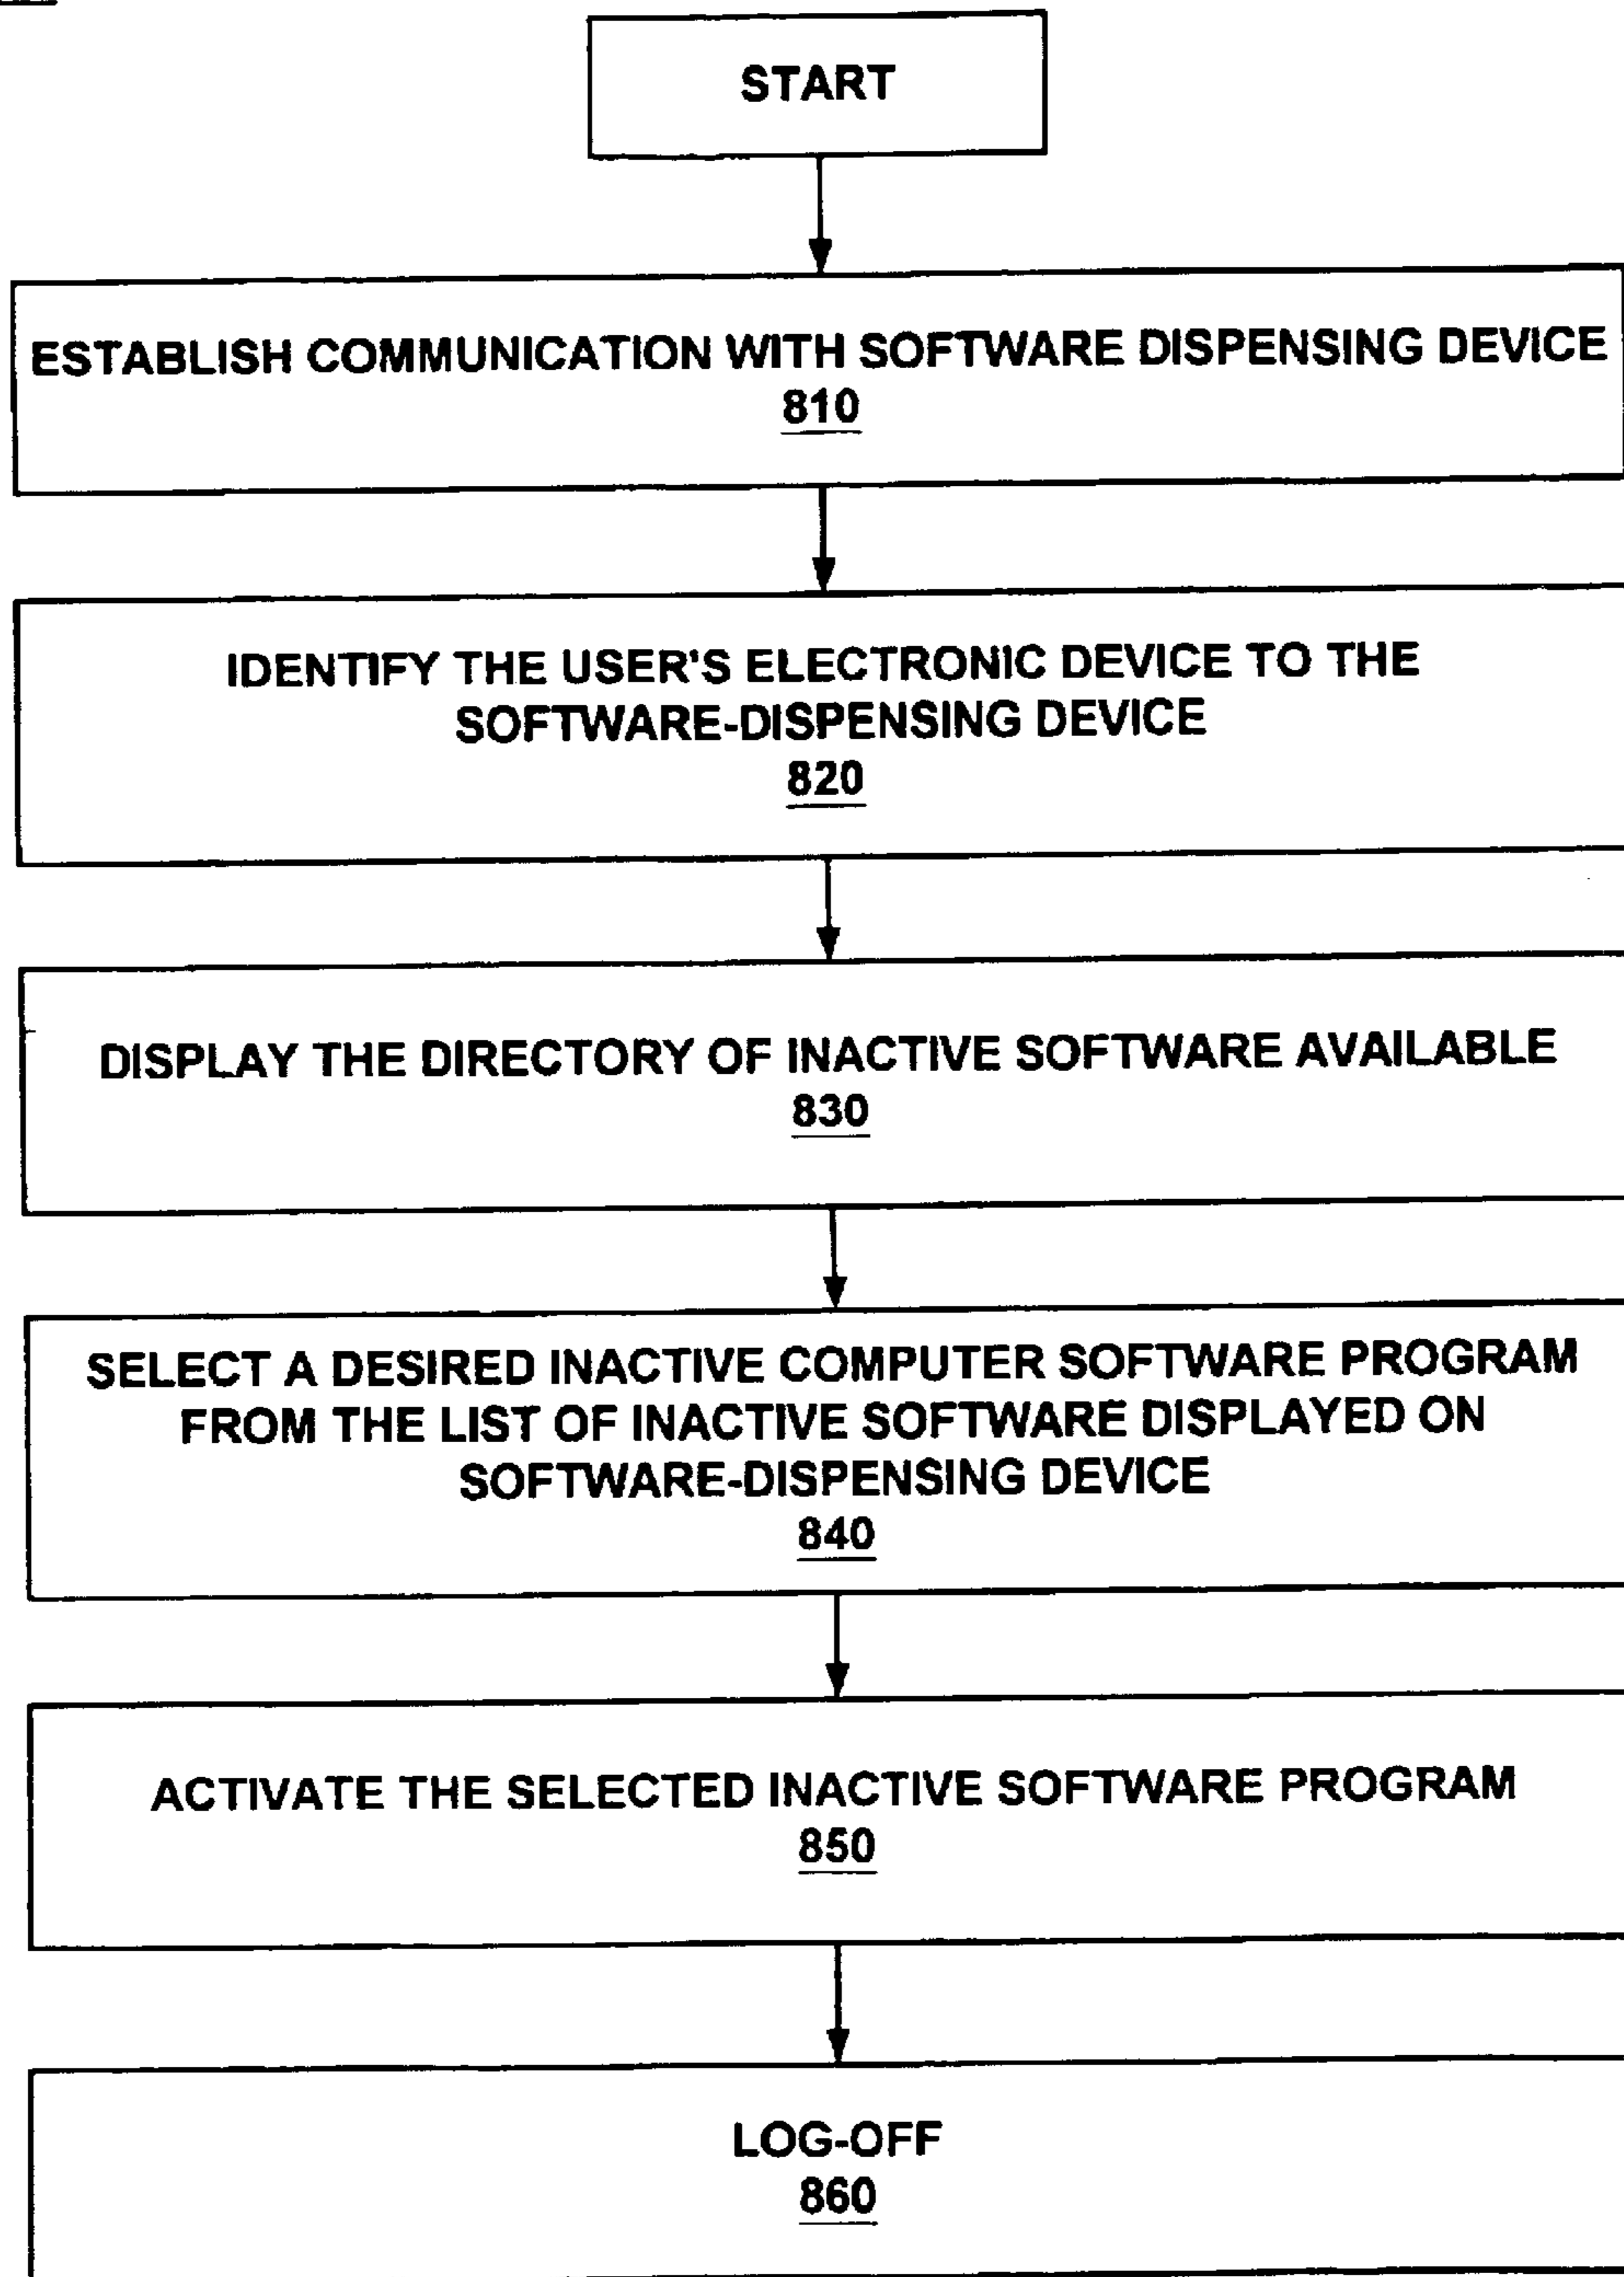 START
ESTABLISH COMMUNICATION WITH SOFTWARE DISPENSING DEVICE
810
IDENTIFY THE USER'S ELECTRONIC DEVICE TO THE
SOFTWARE-DISPENSING DEVICE
820
DISPLAY THE DIRECTORY OF INACTIVE SOFTWARE AVAILABLE
830
SELECT A DESIRED INACTIVE COMPUTER SOFTWARE PROGRAM
FROM THE LIST OF INACTIVE SOFTWARE DISPLAYED ON
SOFTWARE-DISPENSING DEVICE
840
ACTIVATE THE SELECTED INACTIVE SOFTWARE PROGRAM
850
LOG-OFF
860